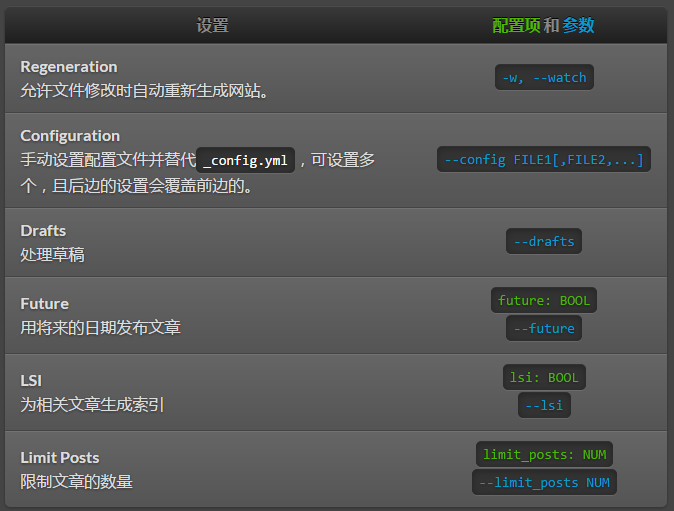 设置 配置项 和 参数
Regeneration
允许文件修改时自动重新生成网站。
-w, --watch
Configuration
手动设置配置文件并替代 _config.yml ，可设置多
个，且后边的设置会覆盖前边的。
--config FILE1[,FILE2,...]
Drafts
处理草稿
--drafts
Future
用将来的日期发布文章
future: BOOL
--future
LSI
为相关文章生成索引
lsi: BOOL
--lsi
Limit Posts
限制文章的数量
limit_posts: NUM
--limit_posts NUM